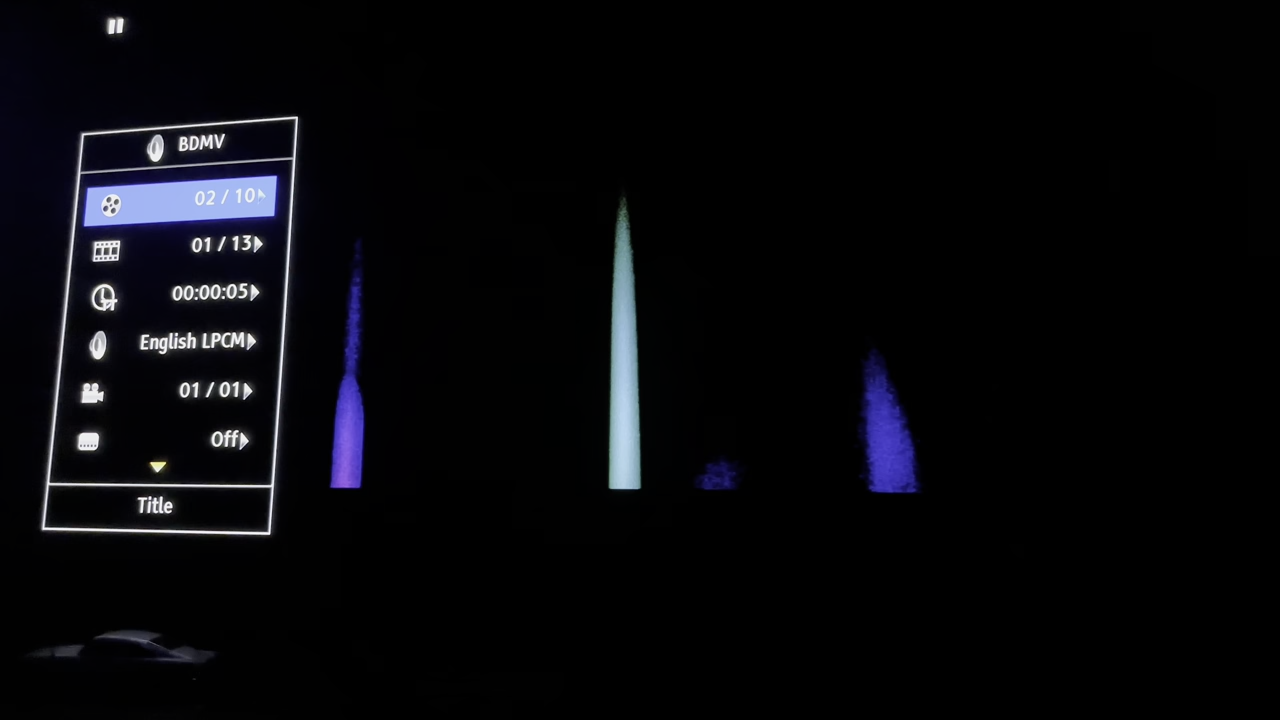 BDMV
02 / 10
01 / 13
00:00:05
English LPCM
01 / 01
Off
Title